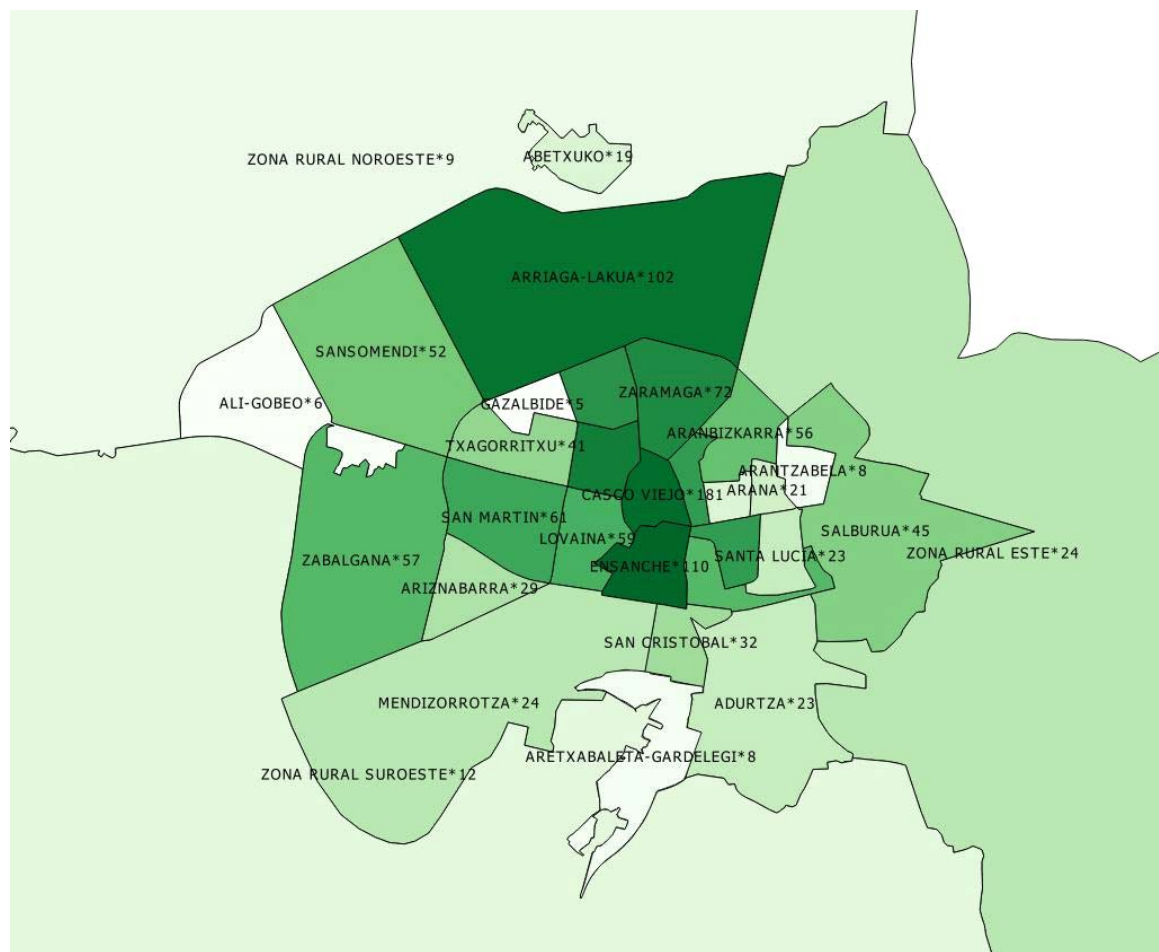 ABETXUKO*19
ZONA RURAL NOROESTE*9
ARRIAGA-LAKUA*102
SANSOMENDI*52
ZARAMAGA*72
ALI-GOBEO*6
GAZALBIDE*5
ARANBIZKARRA*56
TXAGORRITXU*41
ARANTZABELA*8
ARANA*21
CASCO VIEJO*181
SAN MARTIN*61
SALBURUA*45
LOVAINA*59
ZONA RURAL ESTE*24
SANTA LUCIA*23
ZABALGANA*57
ENSANCHE*110
ARIZNABARRA*29
SAN CRISTOBAL*32
MENDIZORROTZA*24
ADURTZA*23
ARETXABALETA-GARDELEGI*8
ZONA RURAL SUROESTE*12